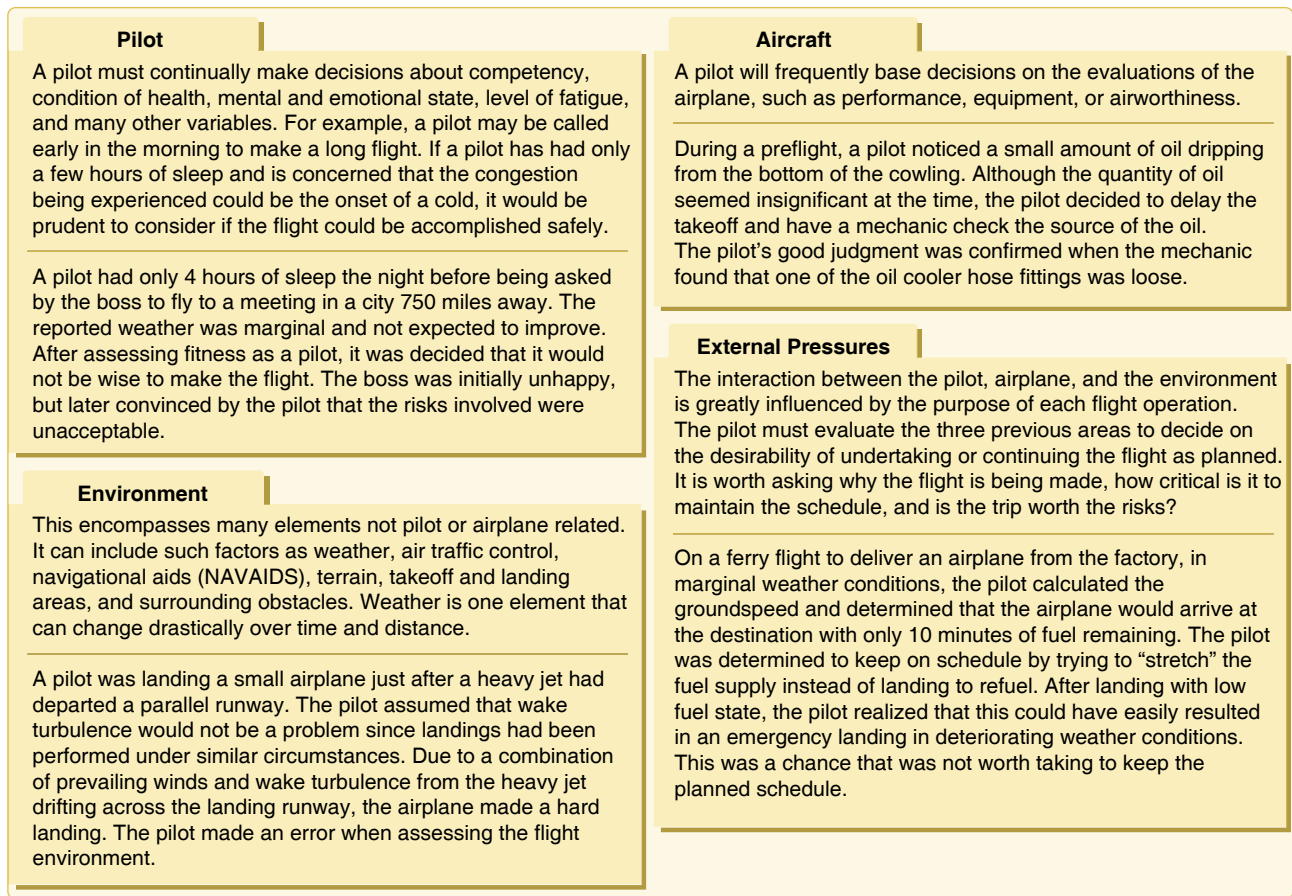 Pilot
A pilot must continually make decisions about competency,
condition of health, mental and emotional state, level of fatigue,
and many other variables. For example, a pilot may be called
early in the morning to make a long flight. If a pilot has had only
a few hours of sleep and is concerned that the congestion
being experienced could be the onset of a cold, it would be
prudent to consider if the flight could be accomplished safely.
A pilot had only 4 hours of sleep the night before being asked
by the boss to fly to a meeting in a city 750 miles away. The
reported weather was marginal and not expected to improve.
After assessing fitness as a pilot, it was decided that it would
not be wise to make the flight. The boss was initially unhappy,
but later convinced by the pilot that the risks involved were
unacceptable.
Environment
This encompasses many elements not pilot or airplane related.
It can include such factors as weather, air traffic control,
navigational aids (NAVAIDS), terrain, takeoff and landing
areas, and surrounding obstacles. Weather is one element that
can change drastically over time and distance.
A pilot was landing a small airplane just after a heavy jet had
departed a parallel runway. The pilot assumed that wake
turbulence would not be a problem since landings had been
performed under similar circumstances. Due to a combination
of prevailing winds and wake turbulence from the heavy jet
drifting across the landing runway, the airplane made a hard
landing. The pilot made an error when assessing the flight
environment.
Aircraft
A pilot will frequently base decisions on the evaluations of the
airplane, such as performance, equipment, or airworthiness.
During a preflight, a pilot noticed a small amount of oil dripping
from the bottom of the cowling. Although the quantity of oil
seemed insignificant at the time, the pilot decided to delay the
takeoff and have a mechanic check the source of the oil.
The pilot’s good judgment was confirmed when the mechanic
found that one of the oil cooler hose fittings was loose.
External Pressures
The interaction between the pilot, airplane, and the environment
is greatly influenced by the purpose of each flight operation.
The pilot must evaluate the three previous areas to decide on
the desirability of undertaking or continuing the flight as planned.
It is worth asking why the flight is being made, how critical is it to
maintain the schedule, and is the trip worth the risks?
On a ferry flight to deliver an airplane from the factory, in
marginal weather conditions, the pilot calculated the
groundspeed and determined that the airplane would arrive at
the destination with only 10 minutes of fuel remaining. The pilot
was determined to keep on schedule by trying to “stretch” the
fuel supply instead of landing to refuel. After landing with low
fuel state, the pilot realized that this could have easily resulted
in an emergency landing in deteriorating weather conditions.
This was a chance that was not worth taking to keep the
planned schedule.